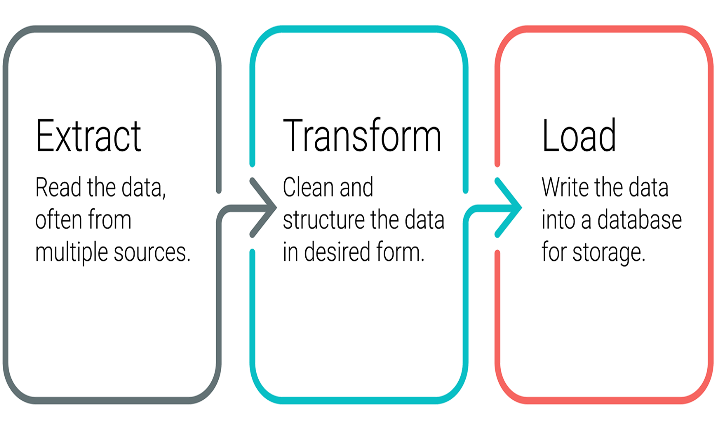 Extract
Read the data,
often from
multiple sources.
Transform
Clean and
structure the data
in desired form.
Load
Write the data
into a database
for storage.